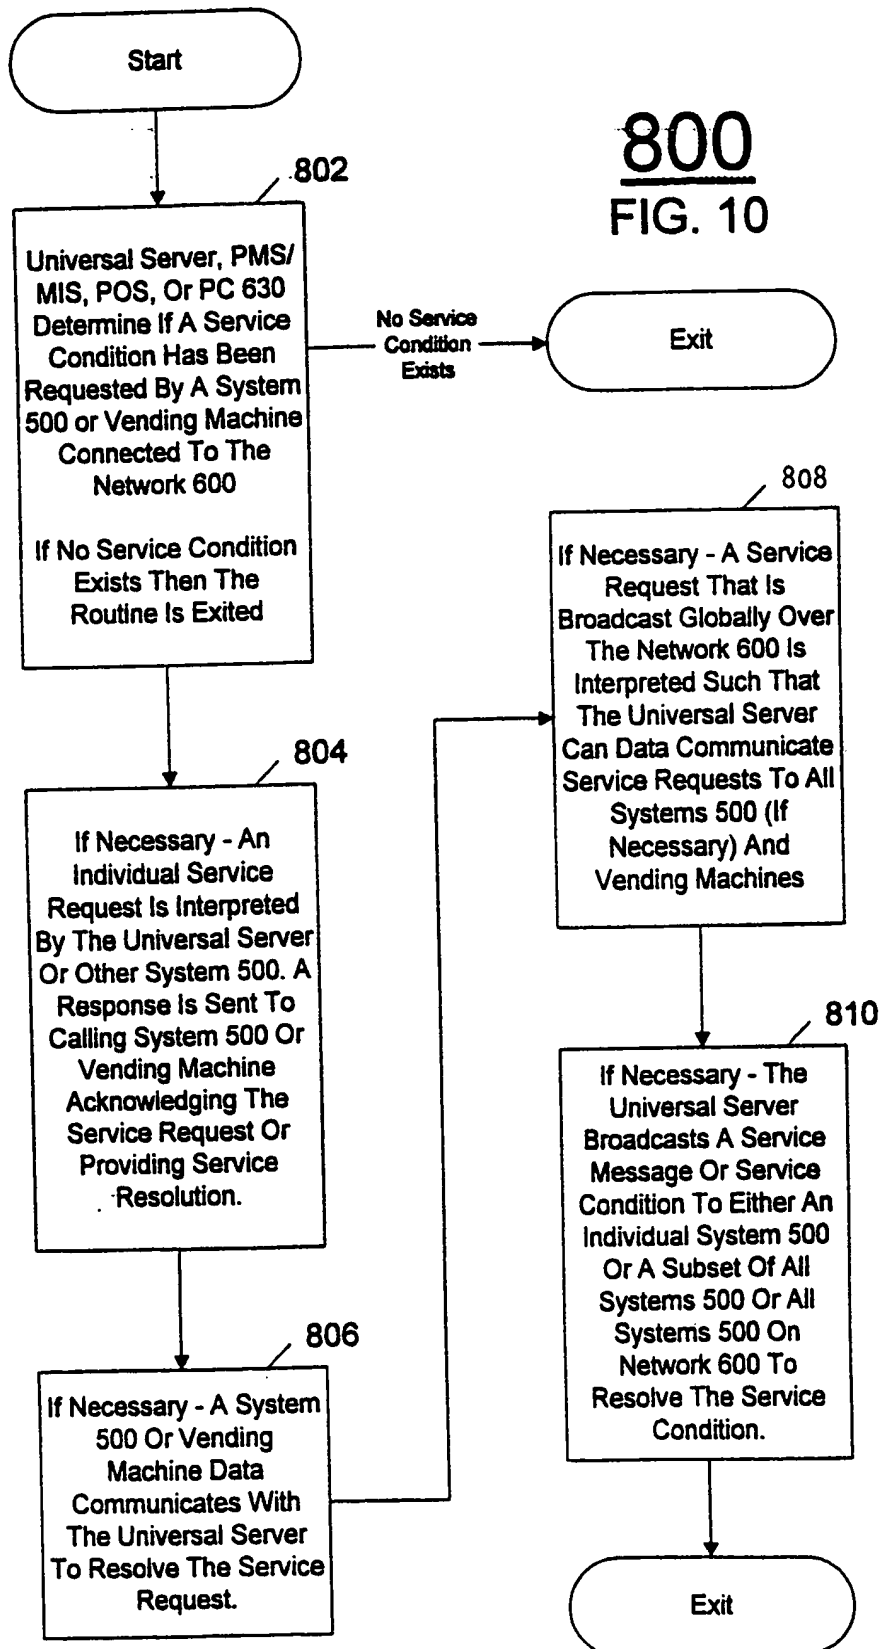 Start
800
FIG. 10
802
Universal Server, PMS/
MIS, POS, Or PC 630
Determine If A Service
Condition Has Been
Requested By A System
500 or Vending Machine
Connected To The
Network 600
If No Service Condition
Exists Then The
Routine Is Exited
No Service
Condition
Exists
Exit
804
If Necessary - An
Individual Service
Request Is Interpreted
By The Universal Server
Or Other System 500. A
Response Is Sent To
Calling System 500 Or
Vending Machine
Acknowledging The
Service Request Or
Providing Service
Resolution.
806
If Necessary - A System
500 Or Vending
Machine Data
Communicates With
The Universal Server
To Resolve The Service
Request.
808
If Necessary - A Service
Request That Is
Broadcast Globally Over
The Network 600 Is
Interpreted Such That
The Universal Server
Can Data Communicate
Service Requests To All
Systems 500 (If
Necessary) And
Vending Machines
810
If Necessary - The
Universal Server
Broadcasts A Service
Message Or Service
Condition To Either An
Individual System 500
Or A Subset Of All
Systems 500 Or All
Systems 500 On
Network 600 To
Resolve The Service
Condition.
Exit